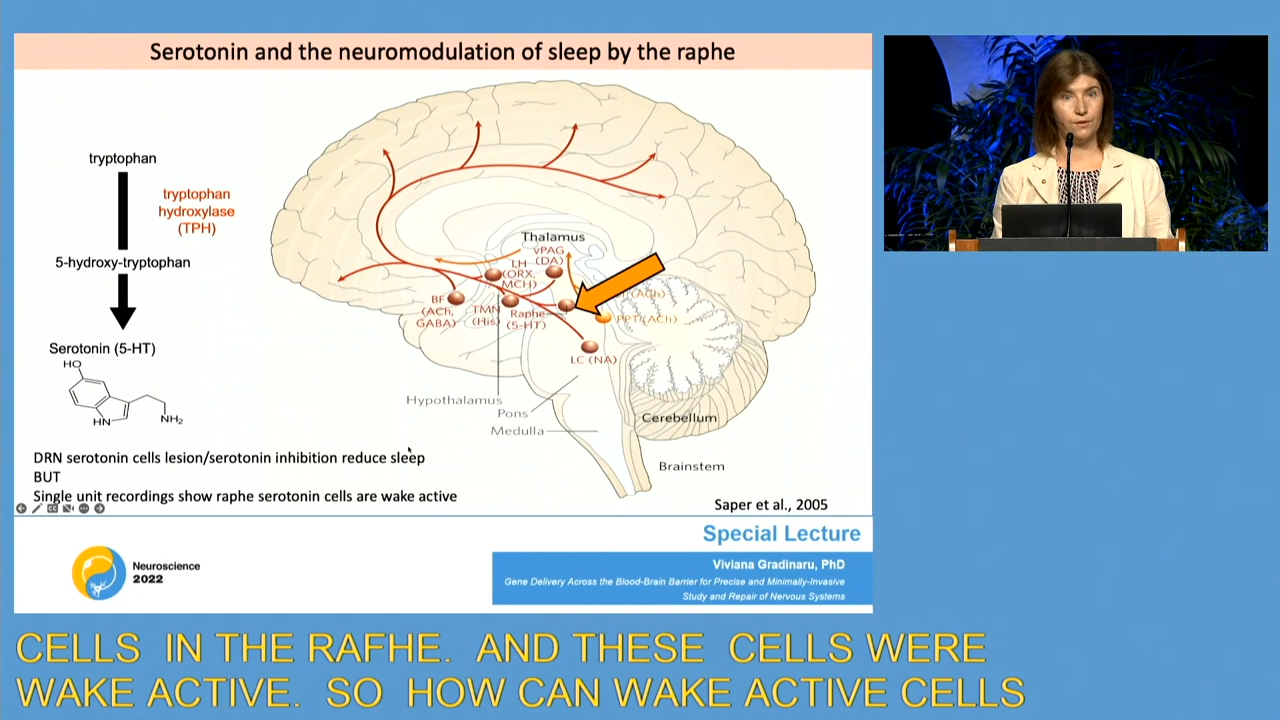 Serotonin and the neuromodulation of sleep by the raphe
tryptophan
tryptophan
hydroxylase
(TPH)
5-hydroxy-tryptophan
Serotonin (5-HT)
HO
HN
NH2
Thalamus
vPAG
(DA)
LH
(ORX,
MCH)
BF
(ACh,
GABA)
TMN
(His)
Raphe
(5-HT)
(ACh)
PPT (ACh)
LC (NA)
Hypothalamus
Pons
Medulla
Cerebellum
Brainstem
DRN serotonin cells lesion/serotonin inhibition reduce sleep
BUT
Single unit recordings show raphe serotonin cells are wake active
Saper et al., 2005
Special Lecture
Neuroscience
2022
Viviana Gradinaru, PhD
Gene Delivery Across the Blood-Brain Barrier for Precise and Minimally-Invasive
Study and Repair of Nervous Systems
CELLS IN THE RAFHE. AND THESE CELLS WERE
WAKE ACTIVE. SO HOW CAN WAKE ACTIVE CELLS